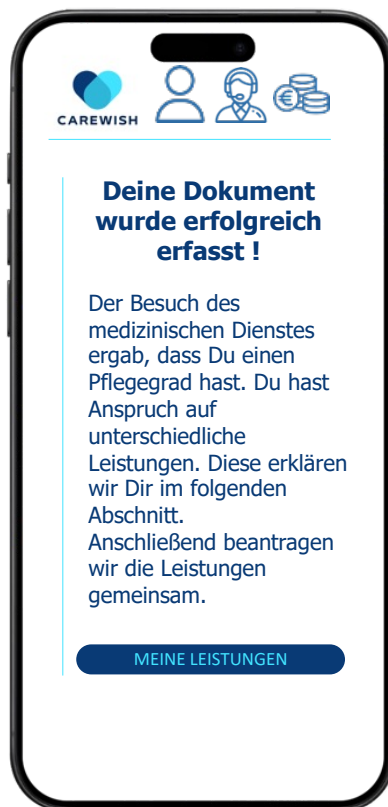 CAREWISH
Deine Dokument
wurde erfolgreich
erfasst !
Der Besuch des
medizinischen Dienstes
ergab, dass Du einen
Pflegegrad hast. Du hast
Anspruch auf
unterschiedliche
Leistungen. Diese erklären
wir Dir im folgenden
Abschnitt.
Anschließend beantragen
wir die Leistungen
gemeinsam.
MEINE LEISTUNGEN